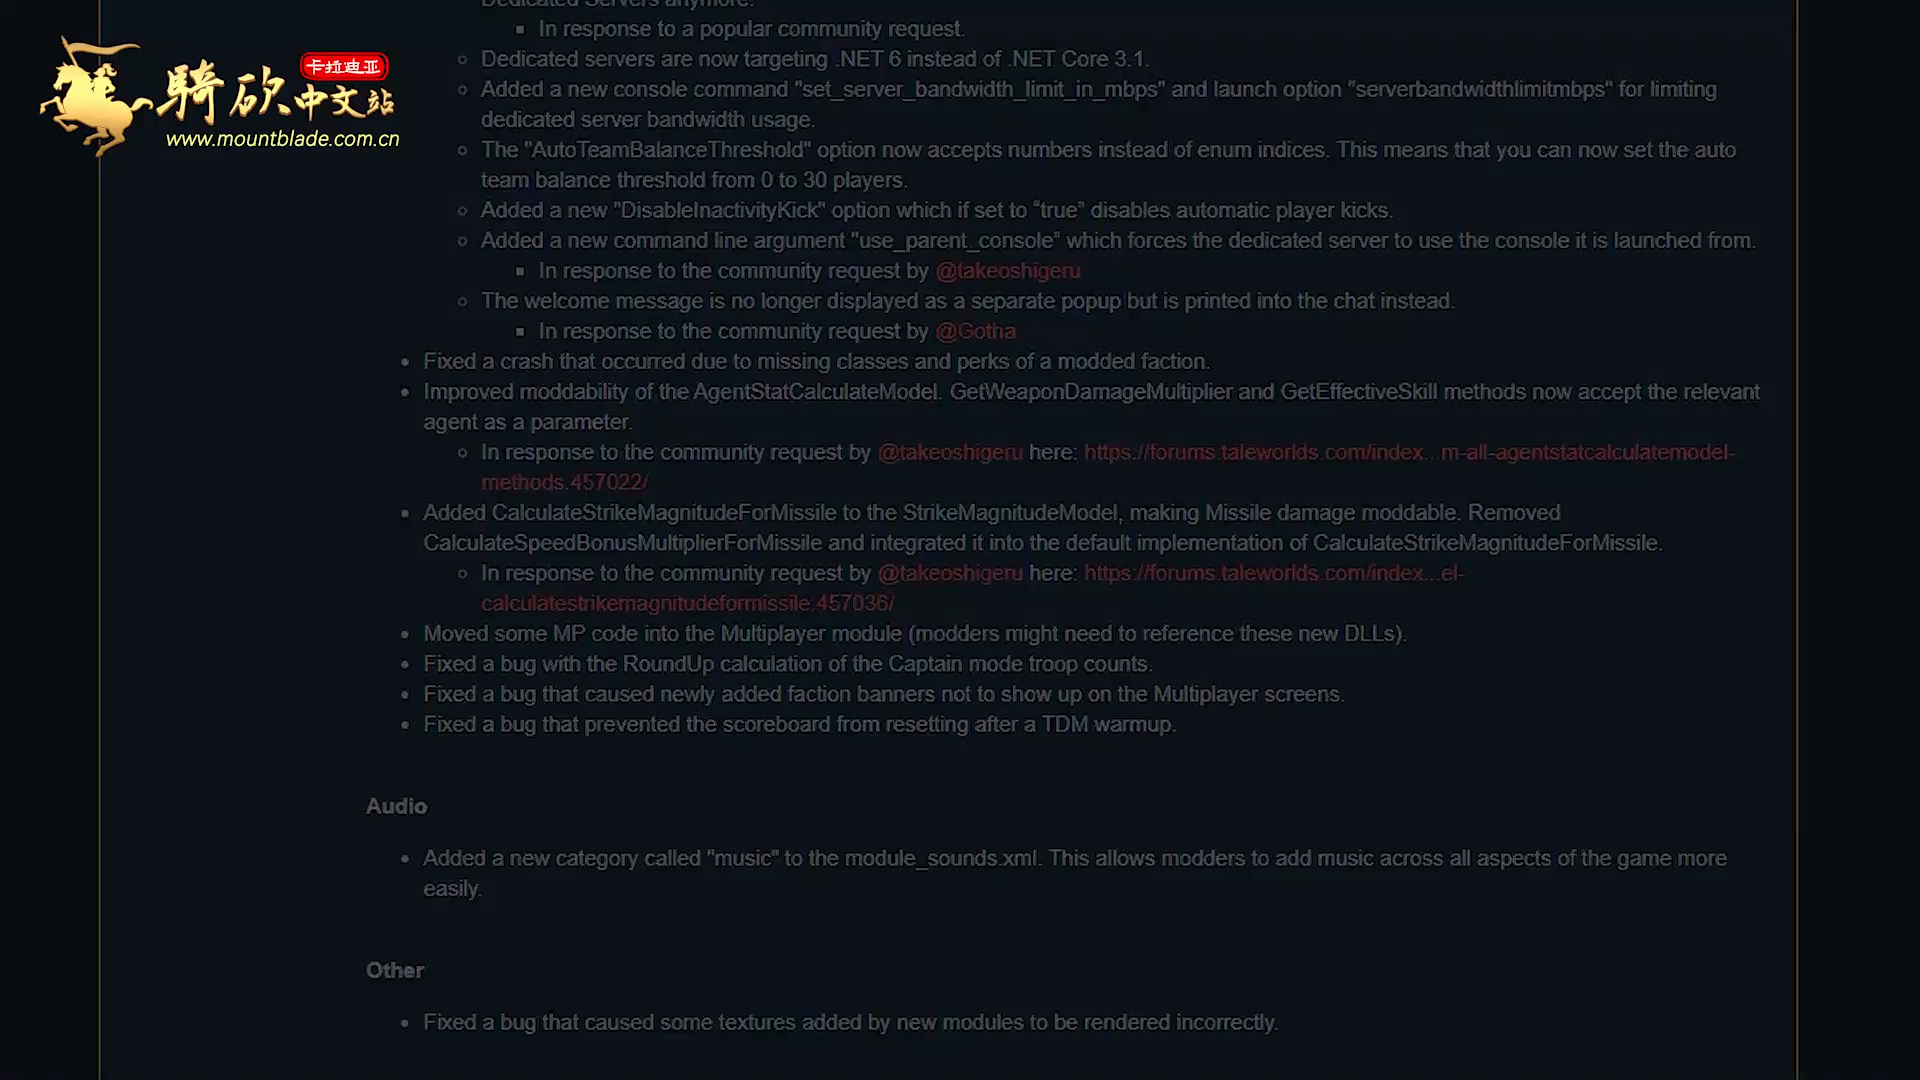 Dedicated Servers anymore.
In response to a popular community request.
Dedicated servers are now targeting .NET 6 instead of .NET Core 3.1.
Added a new console command "set_server_bandwidth_limit_in_mbps" and launch option "serverbandwidthlimitmbps" for limiting
dedicated server bandwidth usage.
The "AutoTeamBalanceThreshold" option now accepts numbers instead of enum indices. This means that you can now set the auto
team balance threshold from 0 to 30 players.
Added a new "DisableInactivityKick" option which if set to “true” disables automatic player kicks.
Added a new command line argument "use_parent_console” which forces the dedicated server to use the console it is launched from.
In response to the community request by @takeoshigeru
The welcome message is no longer displayed as a separate popup but is printed into the chat instead.
In response to the community request by @Gotha
Fixed a crash that occurred due to missing classes and perks of a modded faction.
Improved moddability of the AgentStatCalculateModel. GetWeaponDamageMultiplier and GetEffectiveSkill methods now accept the relevant
agent as a parameter.
In response to the community request by @takeoshigeru here: https://forums.taleworlds.com/index...m-all-agentstatcalculatemodel-
methods.457022/
Added CalculateStrikeMagnitudeForMissile to the StrikeMagnitudeModel, making Missile damage moddable. Removed
CalculateSpeedBonusMultiplierForMissile and integrated it into the default implementation of CalculateStrikeMagnitudeForMissile.
In response to the community request by @takeoshigeru here: https://forums.taleworlds.com/index...el-
calculatestrikemagnitudeformissile.457036/
Moved some MP code into the Multiplayer module (modders might need to reference these new DLLs).
Fixed a bug with the RoundUp calculation of the Captain mode troop counts.
Fixed a bug that caused newly added faction banners not to show up on the Multiplayer screens.
Fixed a bug that prevented the scoreboard from resetting after a TDM warmup.
Audio
Added a new category called "music" to the module_sounds.xml. This allows modders to add music across all aspects of the game more
easily.
Other
Fixed a bug that caused some textures added by new modules to be rendered incorrectly.
卡拉迪亚
骑砍中文站
www.mountblade.com.cn